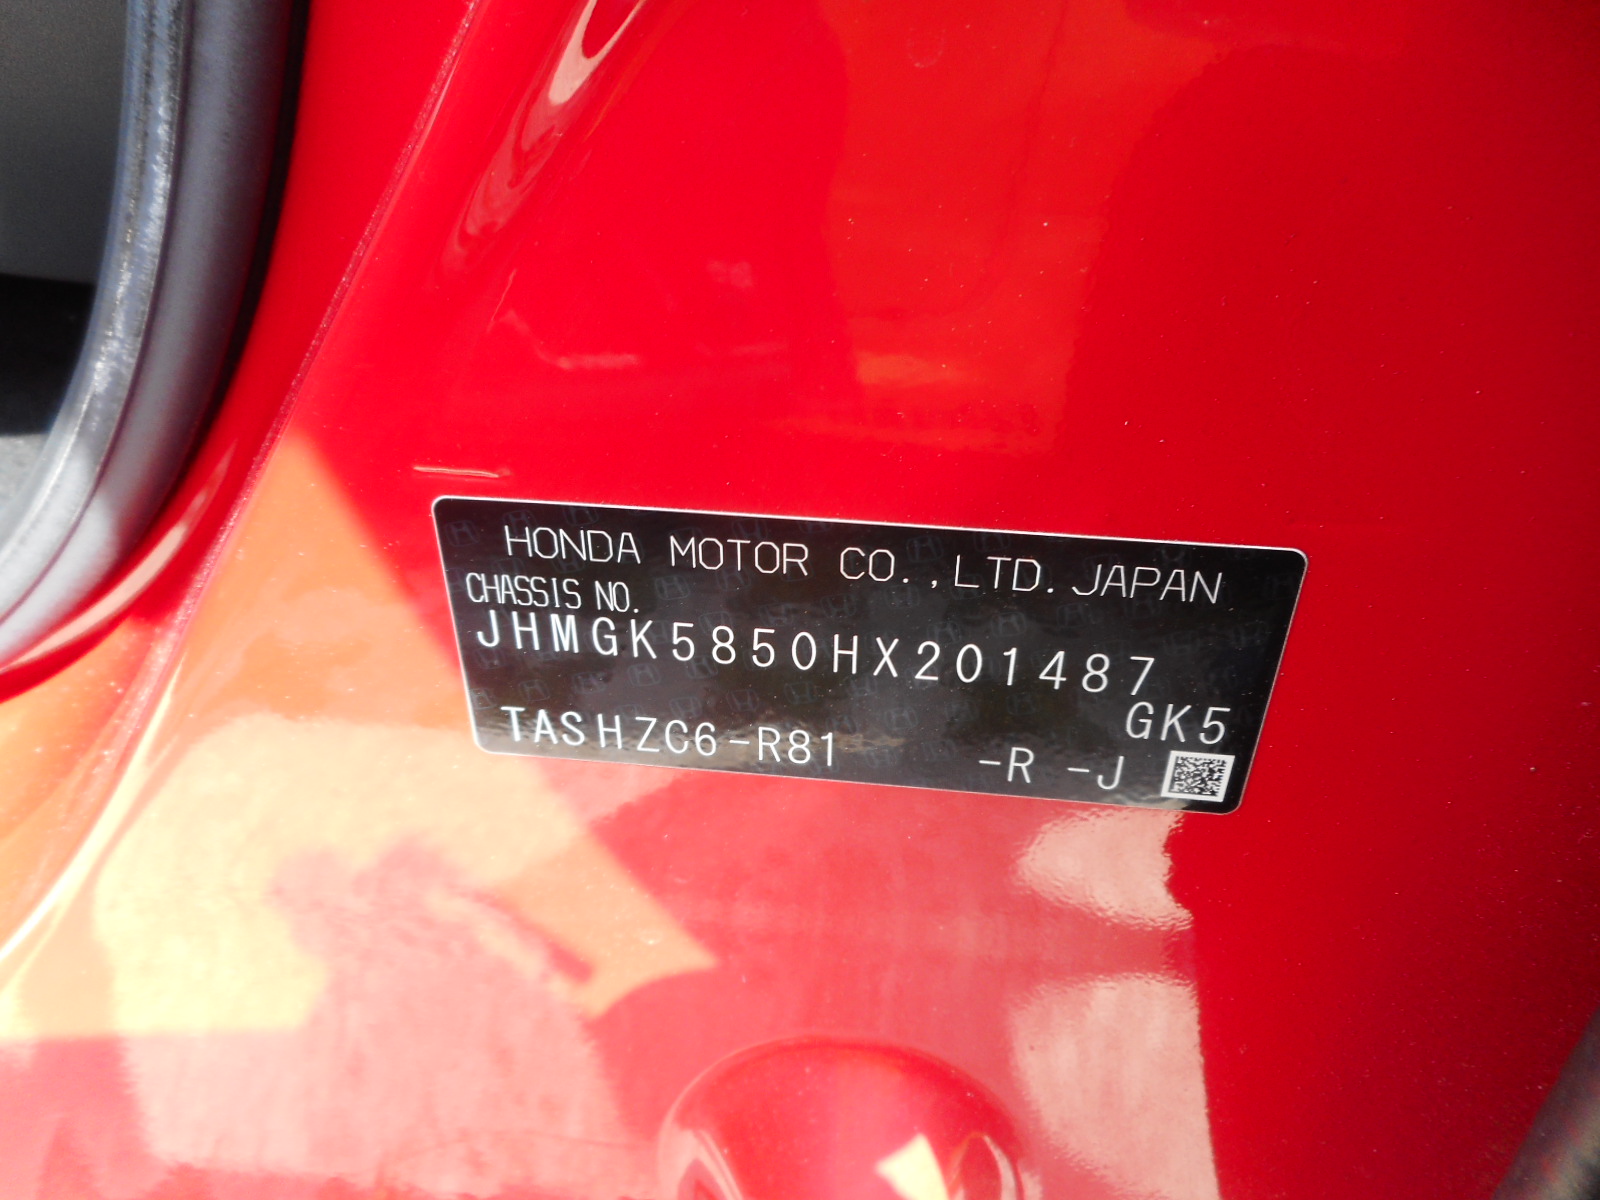 HONDA MOTOR CO.,LTD. JAPAN
CHASSIS NO.
JHMGK5850HX201487
GK5
TASHZC6-R81 -R -J